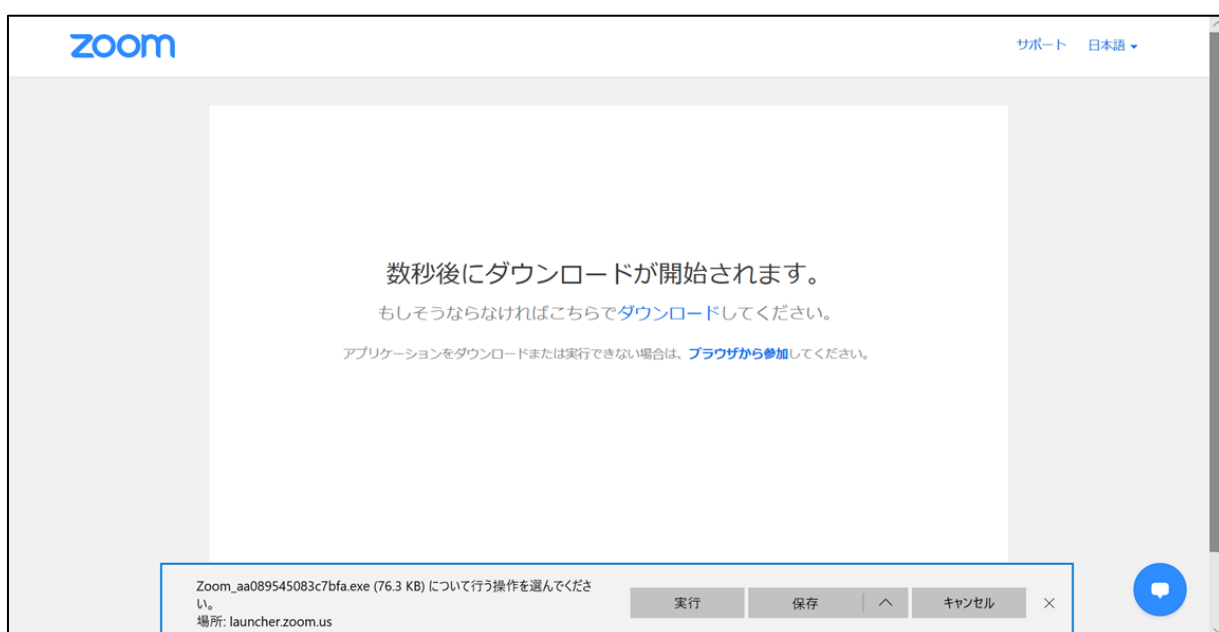 zoom
サポート 日本語
数秒後にダウンロードが開始されます。
もしそうならなければこちらでダウンロードしてください。
アプリケーションをダウンロードまたは実行できない場合は、ブラウザから参加してください。
Zoom_aa089545083c7bfa.exe (76.3 KB) について行う操作を選んでくださ
い。
場所: launcher.zoom.us
実行 保存 キャンセル